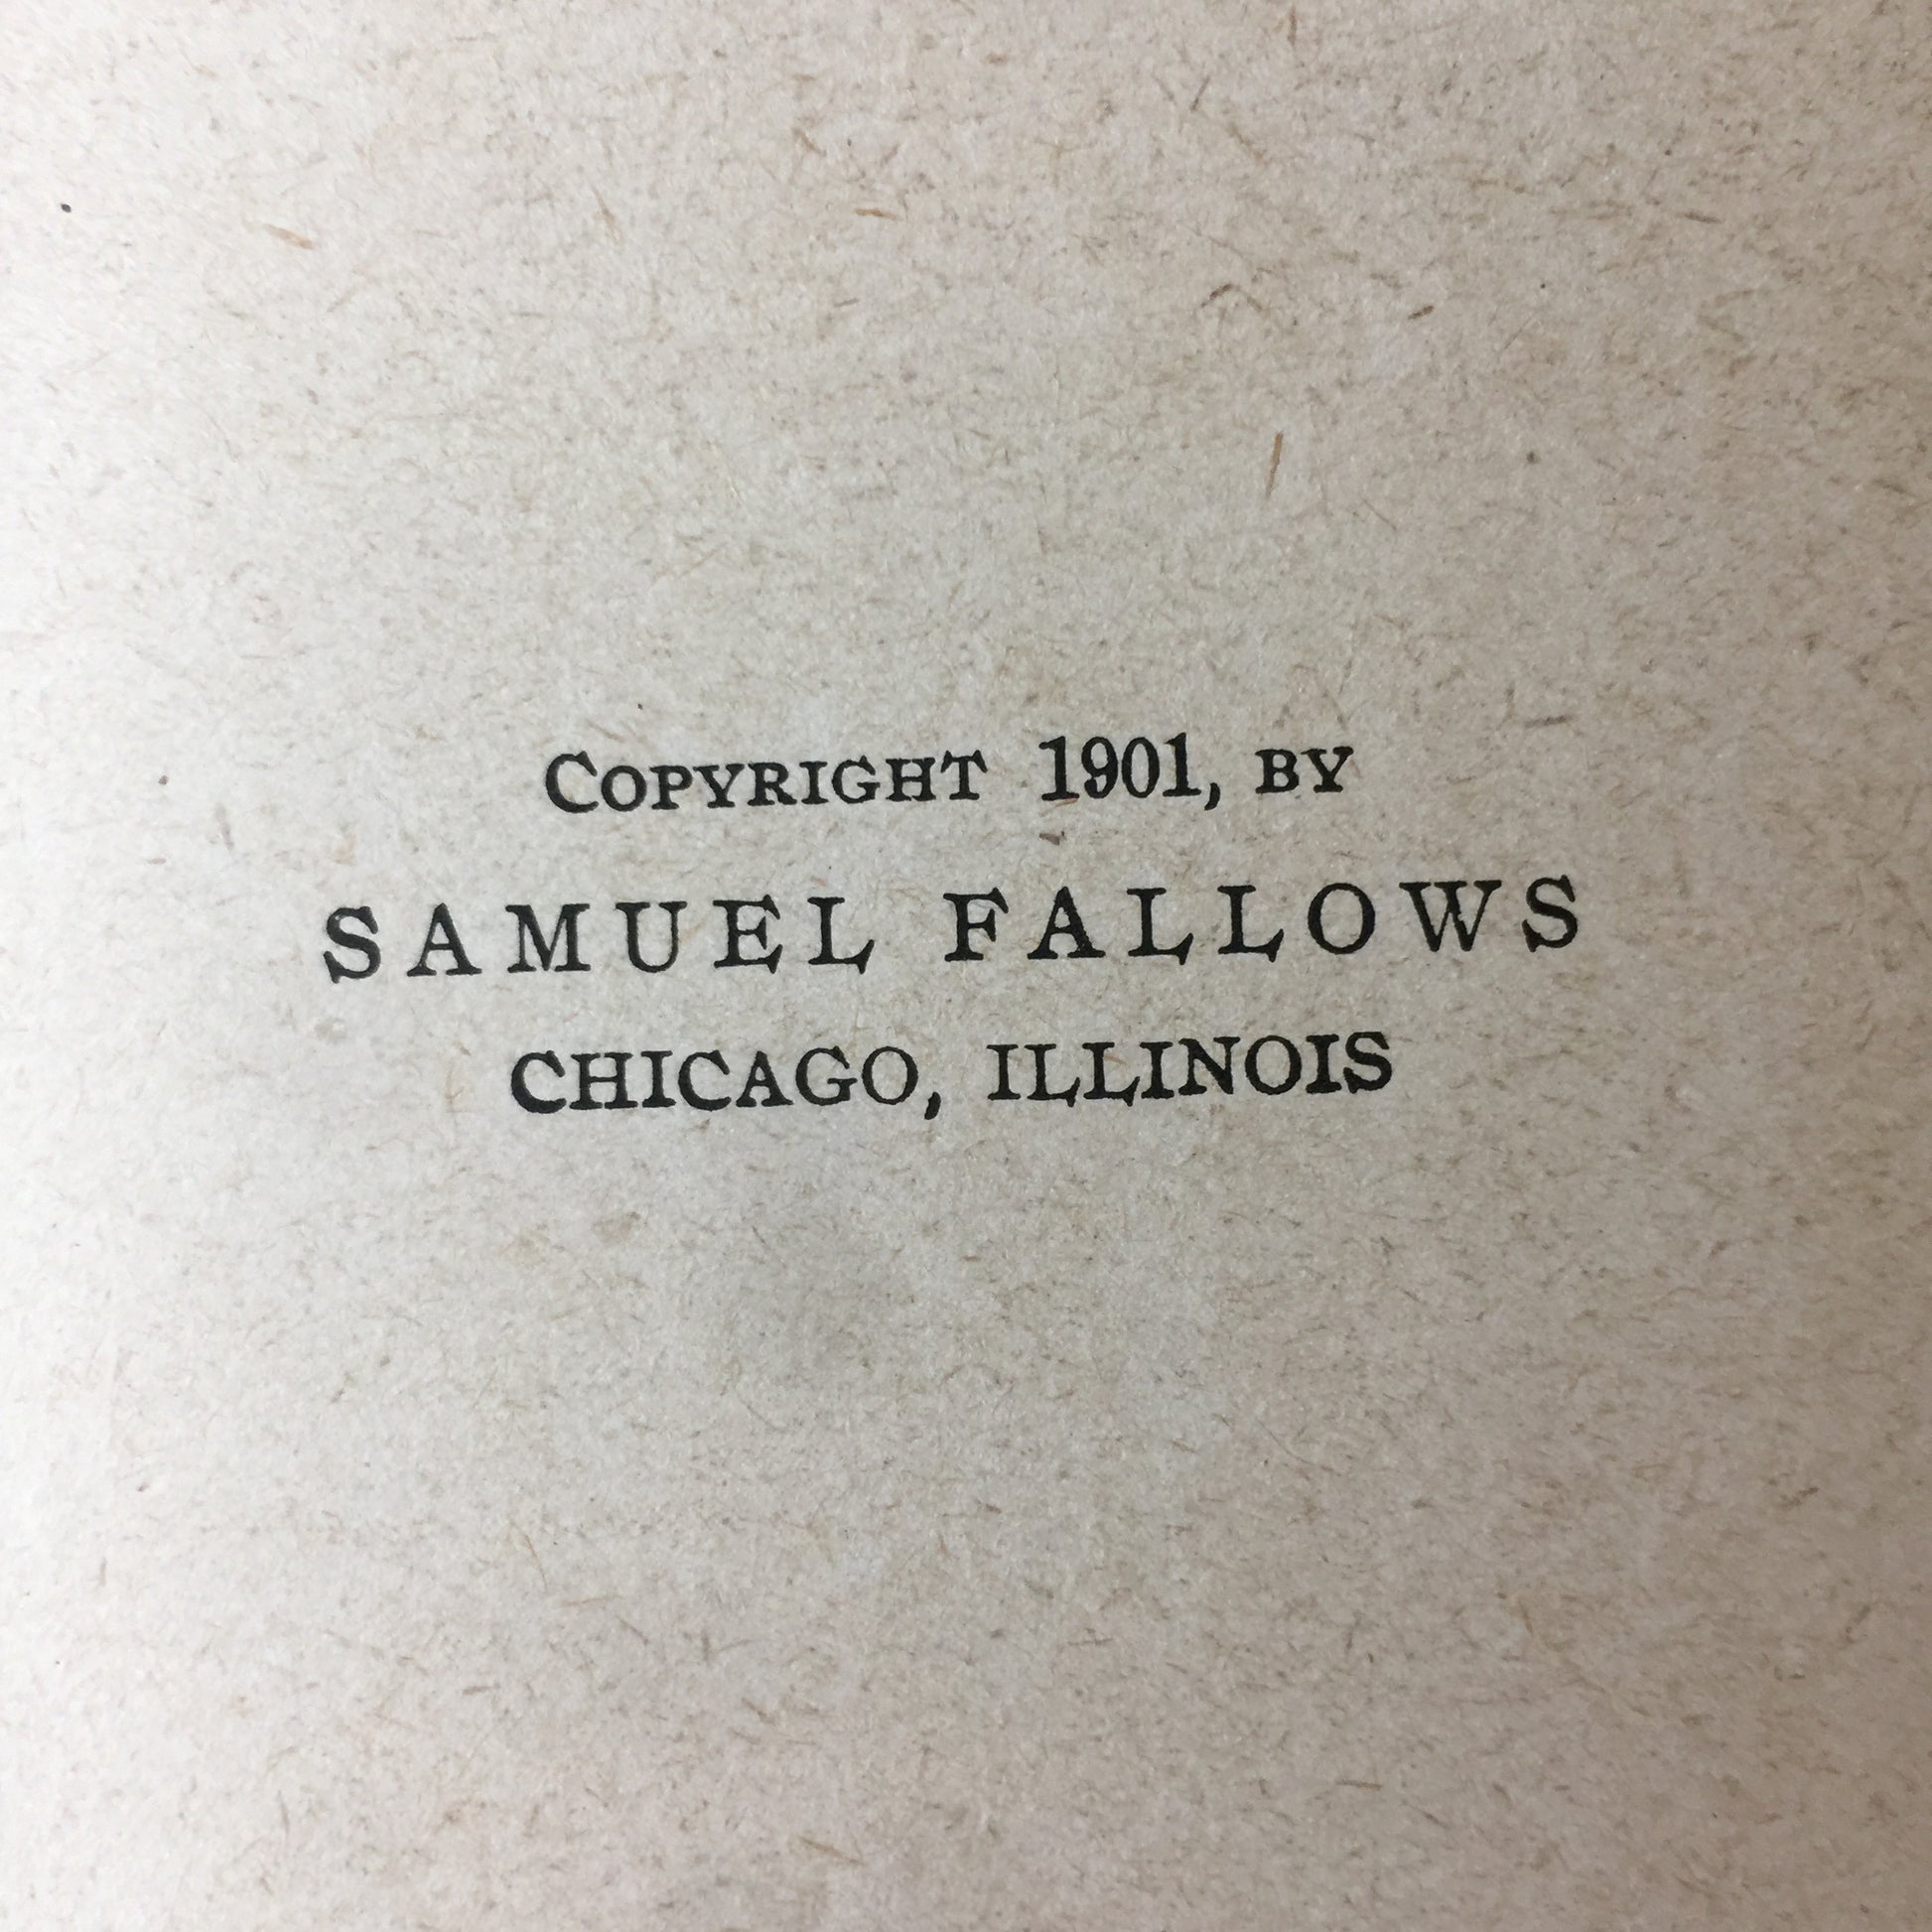 Copyright 1901, by
SAMUEL FALLOWS
CHICAGO, ILLINOIS